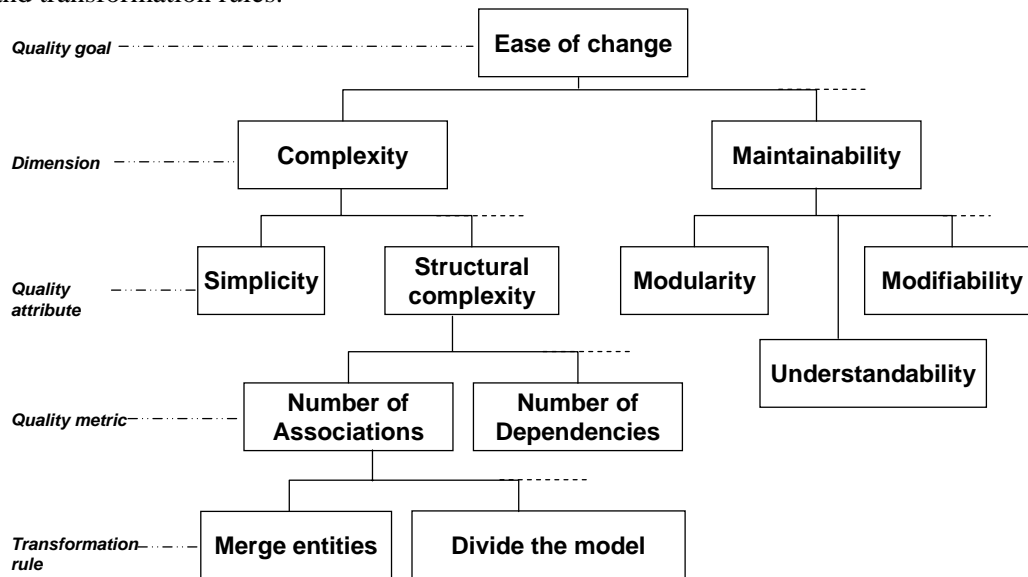 nd transformation rules.
Quality goal
Ease of change
Dimension
Complexity
Maintainability
Quality
attribute
Simplicity
Structural
complexity
Modularity
Modifiability
Understandability
Quality metric
Number of
Associations
Number of
Dependencies
Transformation
rule
Merge entities
Divide the model